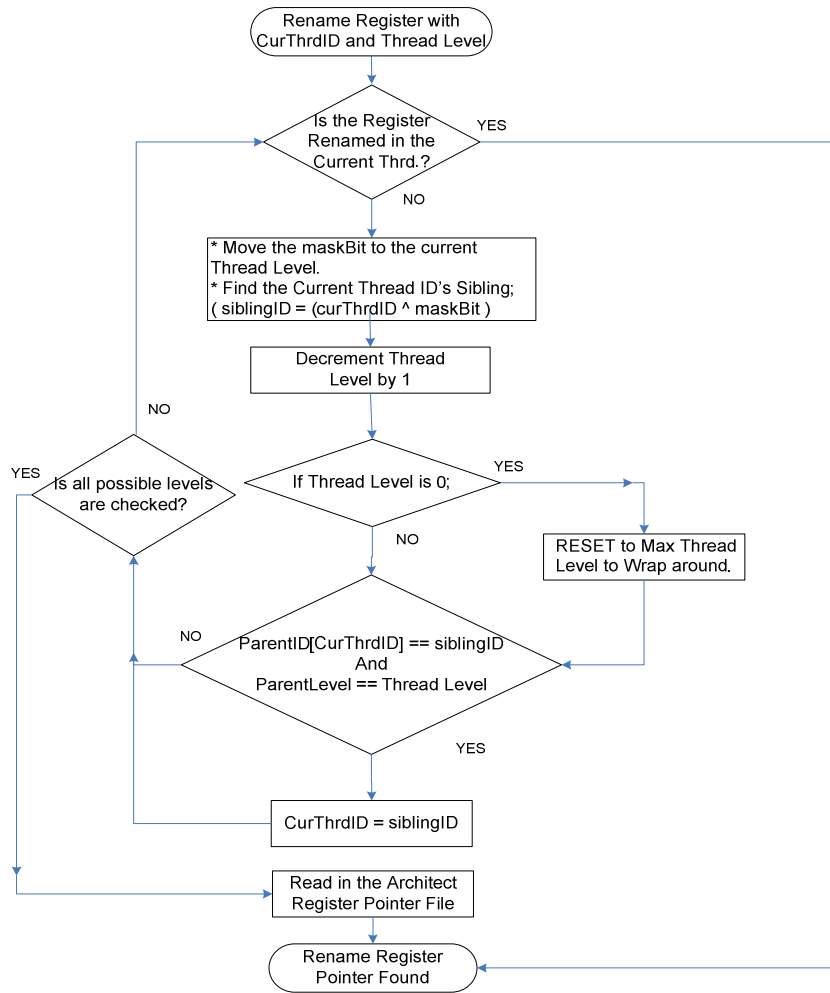 Rename Register with
CurThrdID and Thread Level
Is the Register
Renamed in the
Current Thrd.?
YES
NO
* Move the maskBit to the current
Thread Level.
* Find the Current Thread ID's Sibling;
( siblingID = (curThrdID ^ maskBit )
Decrement Thread
Level by 1
NO
YES
Is all possible levels
are checked?
If Thread Level is 0;
YES
NO
RESET to Max Thread
Level to Wrap around.
NO
ParentID[CurThrdID] == siblingID
And
ParentLevel == Thread Level
YES
CurThrdID = siblingID
Read in the Architect
Register Pointer File
Rename Register
Pointer Found